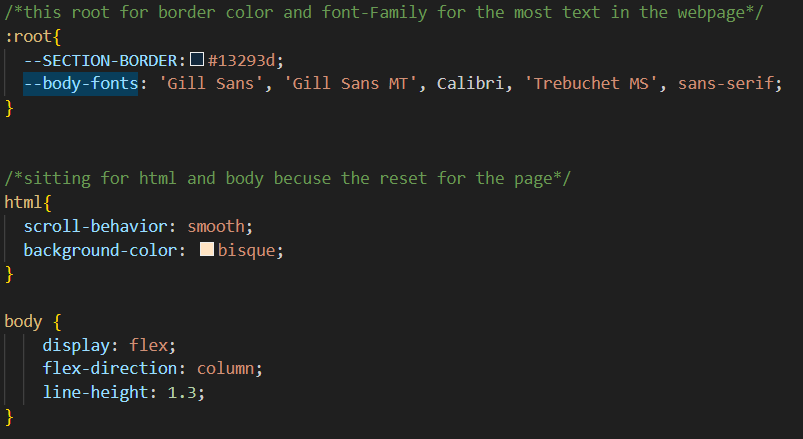 /*this root for border color and font-Family for the most text in the webpage*/
:root{
--SECTION-BORDER:#13293d;
--body-fonts: 'Gill Sans', 'Gill Sans MT', Calibri, 'Trebuchet MS', sans-serif;
}
/*sitting for html and body becuse the reset for the page*/
html{
scroll-behavior: smooth;
background-color: bisque;
}
body {
display: flex;
flex-direction: column;
line-height: 1.3;
}